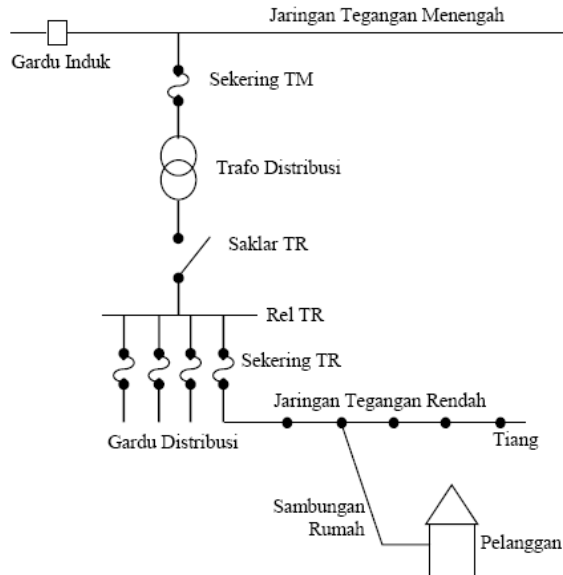 Jaringan Tegangan Menengah
Gardu Induk
Sekering TM
Trafo Distribusi
Saklar TR
Rel TR
Sekering TR
Jaringan Tegangan Rendah
Gardu Distribusi
Tiang
Sambungan
Rumah
Pelanggan